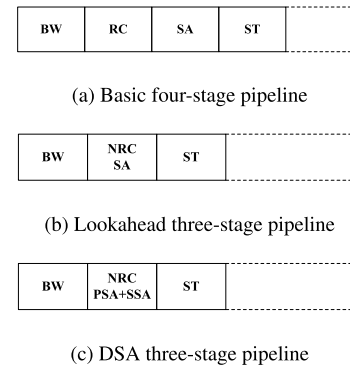 BW RC SA ST
(a) Basic four-stage pipeline
BW NRC SA ST
(b) Lookahead three-stage pipeline
BW NRC PSA+SSA ST
(c) DSA three-stage pipeline